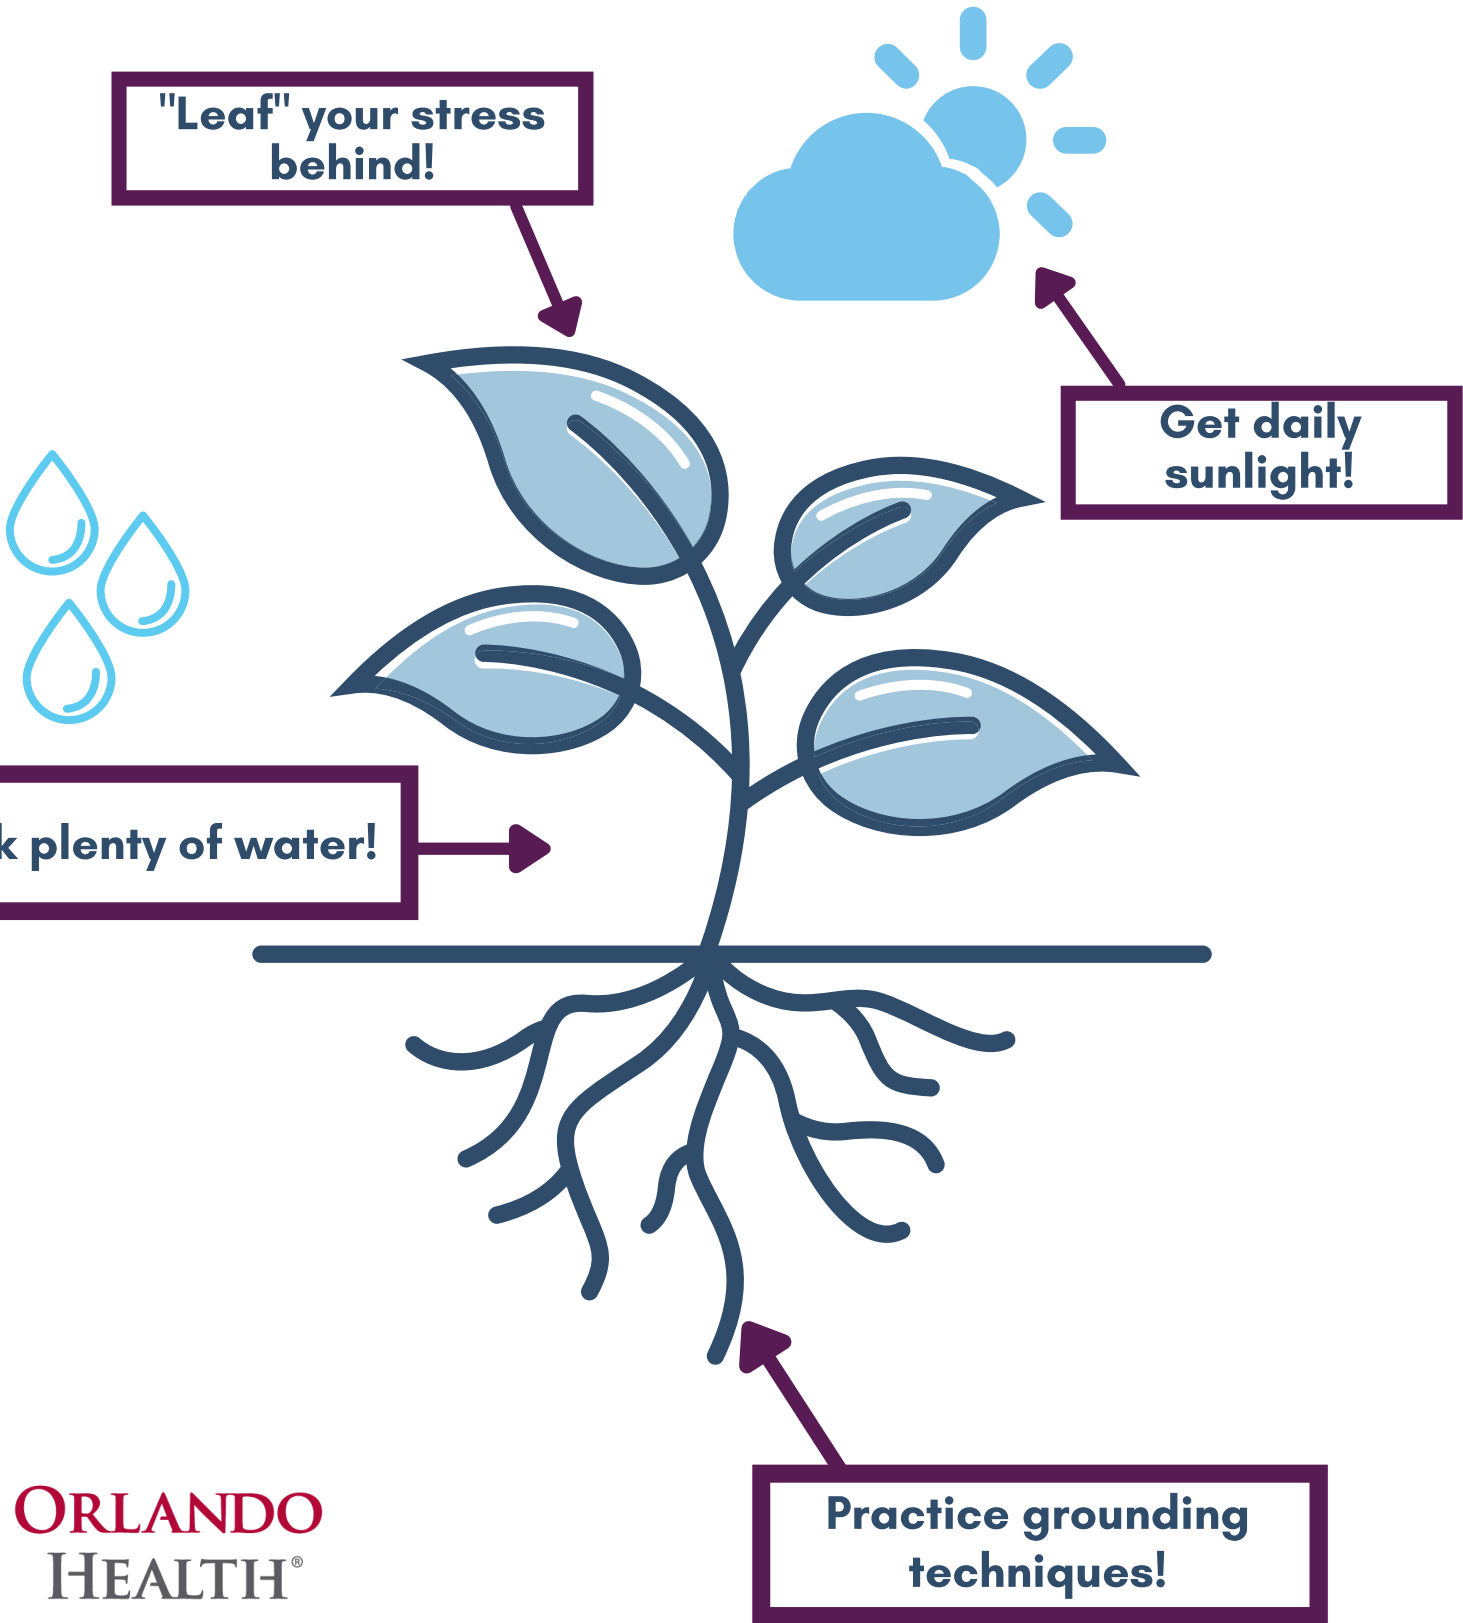 "Leaf" your stress
behind!
Get daily
sunlight!
k plenty of water!
Practice grounding
techniques!
ORLANDO
HEALTH®